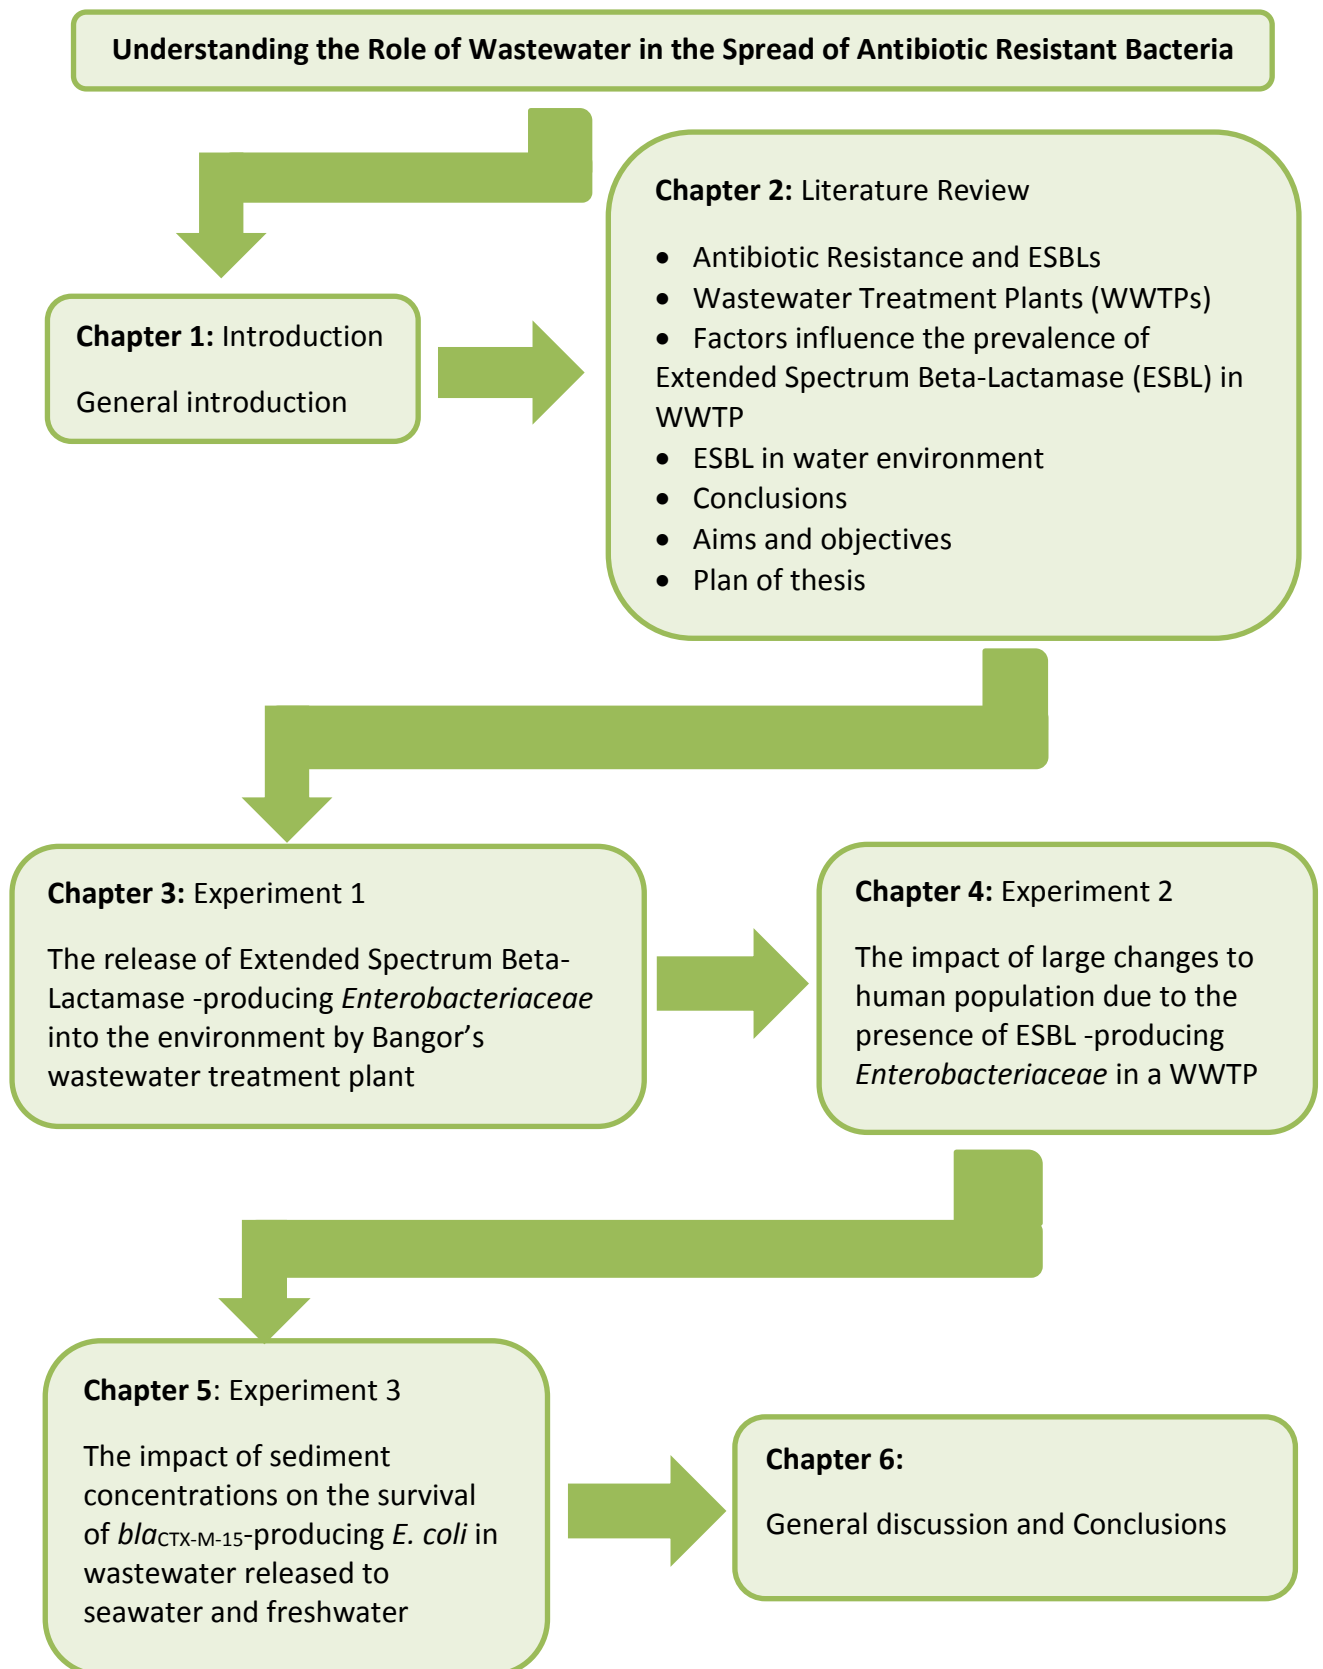 Understanding the Role of Wastewater in the Spread of Antibiotic Resistant Bacteria
Chapter 1: Introduction
General introduction
Chapter 2: Literature Review
• Antibiotic Resistance and ESBLs
• Wastewater Treatment Plants (WWTPs)
• Factors influence the prevalence of
Extended Spectrum Beta-Lactamase (ESBL) in
WWTP
• ESBL in water environment
• Conclusions
• Aims and objectives
• Plan of thesis
Chapter 3: Experiment 1
The release of Extended Spectrum Beta-
Lactamase -producing Enterobacteriaceae
into the environment by Bangor’s
wastewater treatment plant
Chapter 4: Experiment 2
The impact of large changes to
human population due to the
presence of ESBL -producing
Enterobacteriaceae in a WWTP
Chapter 5: Experiment 3
The impact of sediment
concentrations on the survival
of blaCTX-M-15-producing E. coli in
wastewater released to
seawater and freshwater
Chapter 6:
General discussion and Conclusions